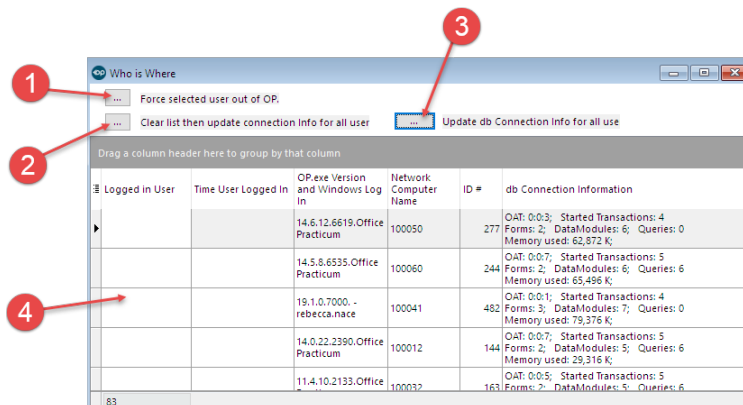 3
op Who is Where
1
... Force selected user out of OP.
... Clear list then update connection Info for all user ... Update db Connection Info for all use
2
Drag a column header here to group by that column
Logged in User Time User Logged In OP.exe Version and Windows Log In Network Computer Name ID # db Connection Information
14.6.12.6619.Office Practicum 100050 277 OAT: 0:0:3; Started Transactions: 4
Forms: 2; DataModules: 6; Queries: 0
Memory used: 62,872 K;
14.5.8.6535.Office Practicum 100060 244 OAT: 0:0:7; Started Transactions: 5
Forms: 2; DataModules: 6; Queries: 6
Memory used: 65,496 K;
4
19.1.0.7000. - rebecca.nace 100041 482 OAT: 0:0:1; Started Transactions: 4
Forms: 3; DataModules: 7; Queries: 0
Memory used: 79,376 K;
14.0.22.2390.Office Practicum 100012 144 OAT: 0:0:7; Started Transactions: 5
Forms: 2; DataModules: 5; Queries: 6
Memory used: 29,316 K;
11.4.10.2133.Office 100032 163 OAT: 0:0:5; Started Transactions: 5
Forms: 2; DataModules: 5; Queries: 6
83